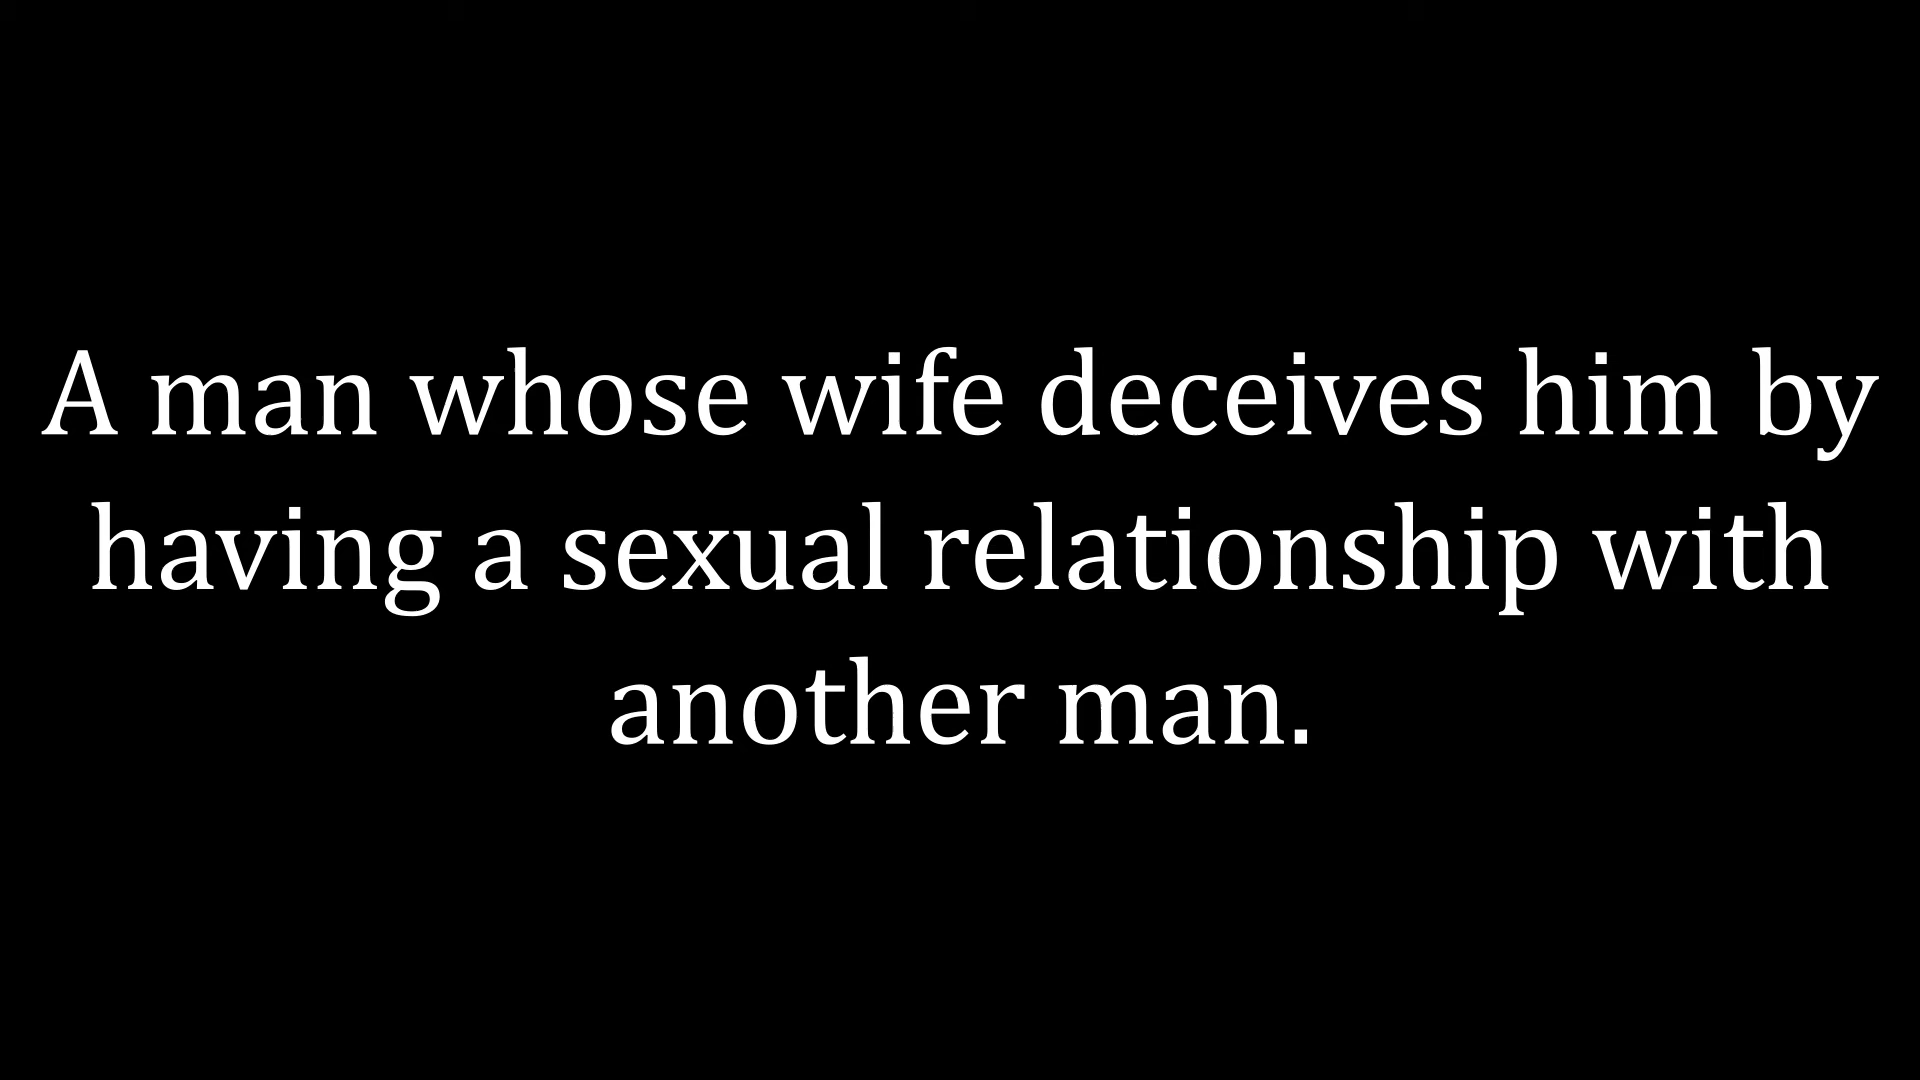 A man whose wife deceives him by
having a sexual relationship with
another man.